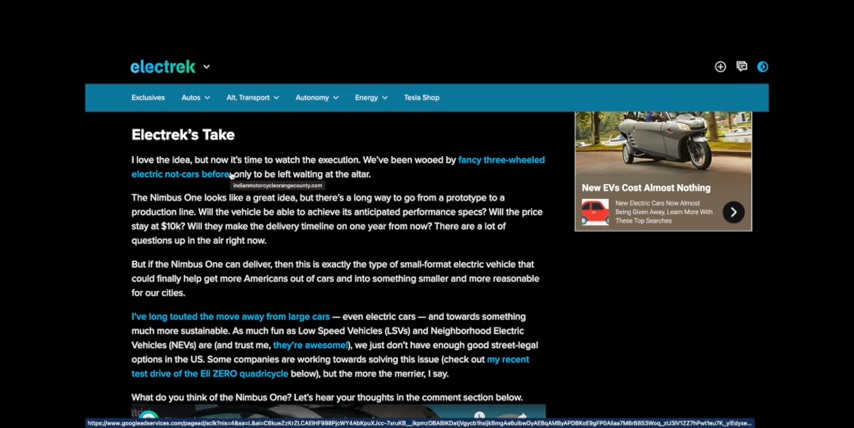 electrek
Exclusives Autos Alt. Transport Autonomy Energy Tesla Shop
Electrek's Take
I love the idea, but now it's time to watch the execution. We've been wooed by fancy three-wheeled
electric not-cars before, only to be left waiting at the altar.
indianmotorcycleorangecounty.com
The Nimbus One looks like a great idea, but there's a long way to go from a prototype to a
production line. Will the vehicle be able to achieve its anticipated performance specs? Will the price
stay at $10k? Will they make the delivery timeline on one year from now? There are a lot of
questions up in the air right now.
But if the Nimbus One can deliver, then this is exactly the type of small-format electric vehicle that
could finally help get more Americans out of cars and into something smaller and more reasonable
for our cities.
I've long touted the move away from large cars — even electric cars — and towards something
much more sustainable. As much fun as Low Speed Vehicles (LSVs) and Neighborhood Electric
Vehicles (NEVs) are (and trust me, they're awesome!), we just don't have enough good street-legal
options in the US. Some companies are working towards solving this issue (check out my recent
test drive of the Eli ZERO quadricycle below), but the more the merrier, I say.
What do you think of the Nimbus One? Let's hear your thoughts in the comment section below.
New EVs Cost Almost Nothing
New Electric Cars Now Almost
Being Given Away, Learn More With
These Top Searches